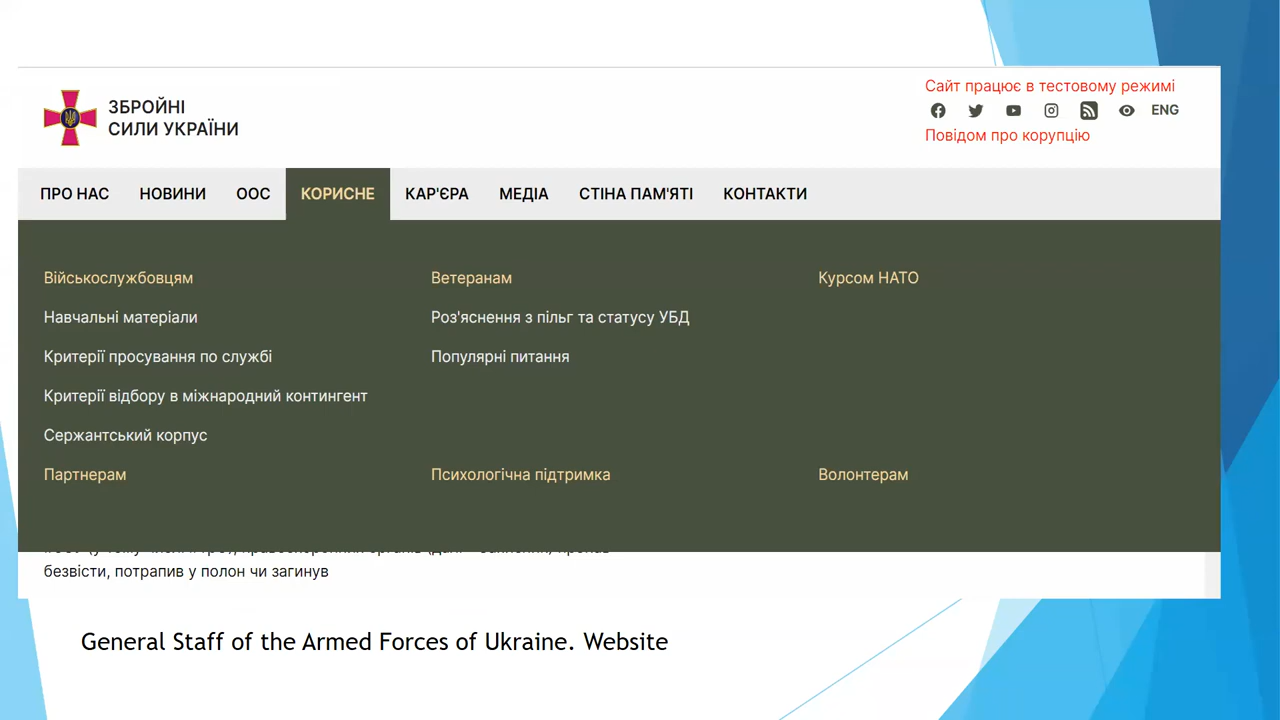 ЗБРОЙНІ
СИЛИ УКРАЇНИ
Сайт працює в тестовому режимі
ENG
Повідом про корупцію
ПРО НАС НОВИНИ ООС КОРИСНЕ КАР'ЄРА МЕДІА СТІНА ПАМ'ЯТІ КОНТАКТИ
Військослужбовцям Ветеранам Курсом НАТО
Навчальні матеріали Роз'яснення з пільг та статусу УБД
Критерії просування по службі Популярні питання
Критерії відбору в міжнародний контингент
Сержантський корпус
Партнерам Психологічна підтримка Волонтерам
безвісти, потрапив у полон чи загинув
General Staff of the Armed Forces of Ukraine. Website